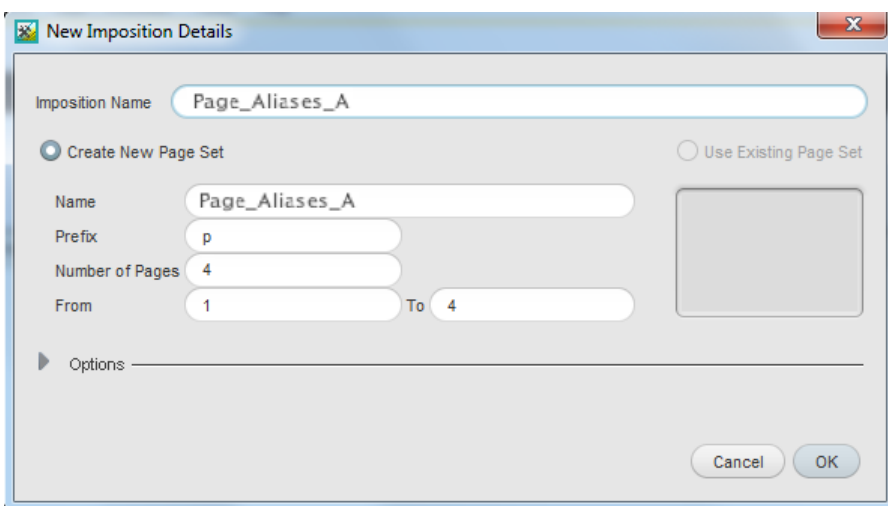 New Imposition Details
Imposition Name Page_Aliases_A
Create New Page Set Use Existing Page Set
Name Page_Aliases_A
Prefix p
Number of Pages 4
From 1 To 4
Options
Cancel OK